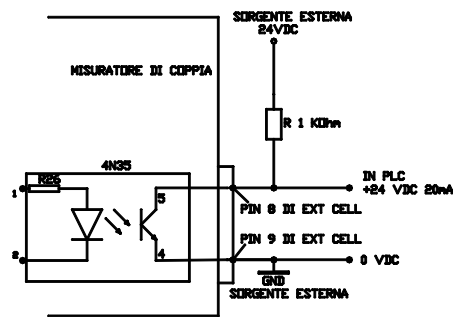 SORGENTE ESTERNA
24VDC
MISURATORE DI COPPIA
R 1 KOhm
4N35
R26
1
5
IN PLC
+24 VDC 20mA
PIN 8 DI EXT CELL
PIN 9 DI EXT CELL
2
4
0 VDC
GND
SORGENTE ESTERNA